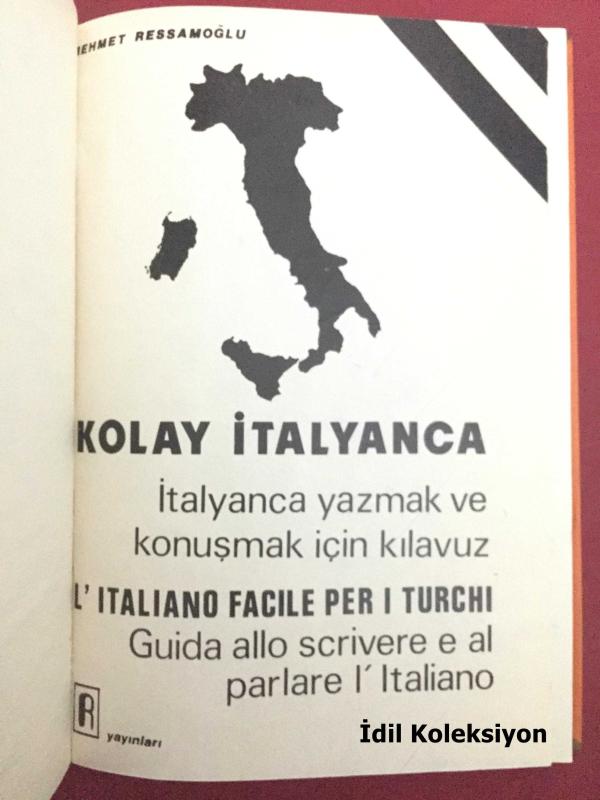 MEHMET RESSAMOĞLU
KOLAY İTALYANCA
İtalyanca yazmak ve
konuşmak için kılavuz
L' ITALIANO FACILE PER I TURCHI
Guida allo scrivere e al
parlare l' Italiano
R
yayınları
İdil Koleksiyon